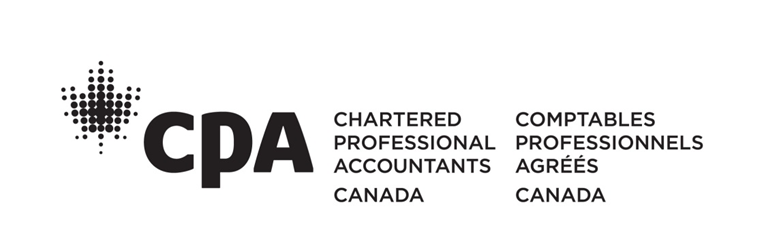 CPA
CHARTERED
PROFESSIONAL
ACCOUNTANTS
CANADA
COMPTABLES
PROFESSIONNELS
AGRÉÉS
CANADA